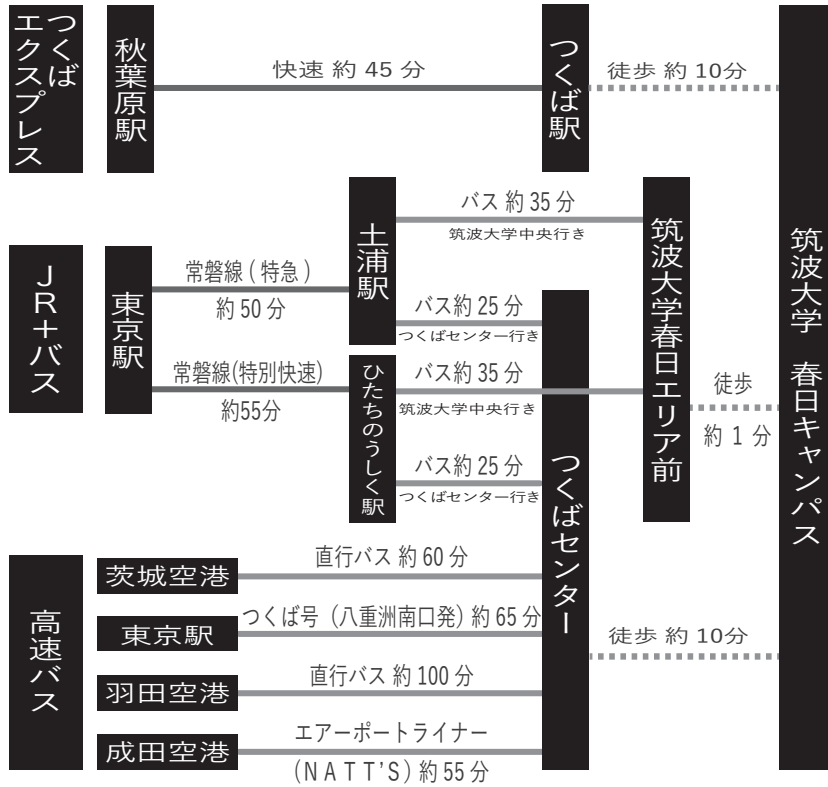 つくば
エクスプレス
秋葉原駅
快速 約 45 分
つくば駅
徒歩 約 10分
筑波大学 春日キャンパス
JR+バス
東京駅
常磐線 ( 特急 )
約 50 分
土浦駅
バス 約 35 分
筑波大学中央行き
バス約 25 分
つくばセンター行き
常磐線(特別快速)
約55分
ひたちのうしく駅
バス約 35 分
筑波大学中央行き
バス約 25 分
つくばセンター行き
筑波大学春日エリア前
徒歩
約 1 分
つくばセンター
高速バス
茨城空港
直行バス 約 60 分
東京駅
つくば号 (八重洲南口発) 約 65 分
羽田空港
直行バス 約 100 分
成田空港
エアーポートライナー
(NATT'S) 約 55 分
徒歩 約 10分